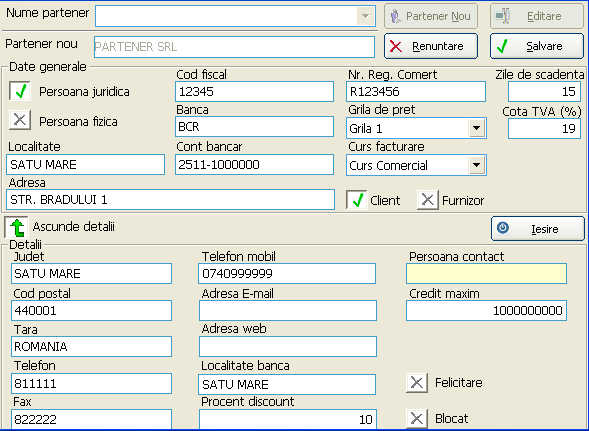 Nume partener
Partener Nou
Editare
Partener nou
PARTENER SRL
Renuntare
Salvare
Date generale
Persoana juridica
Cod fiscal
12345
Nr. Reg. Comert
R123456
Zile de scadenta
15
Persoana fizica
Banca
BCR
Grila de pret
Grila 1
Cota TVA (%)
19
Localitate
SATU MARE
Cont bancar
2511-1000000
Curs facturare
Curs Comercial
Adresa
STR. BRADULUI 1
Client
Furnizor
Ascunde detalii
Iesire
Detalii
Judet
SATU MARE
Telefon mobil
0740999999
Persoana contact
Cod postal
440001
Adresa E-mail
Credit maxim
1000000000
Tara
ROMANIA
Adresa web
Telefon
811111
Localitate banca
SATU MARE
Felicitare
Fax
822222
Procent discount
10
Blocat